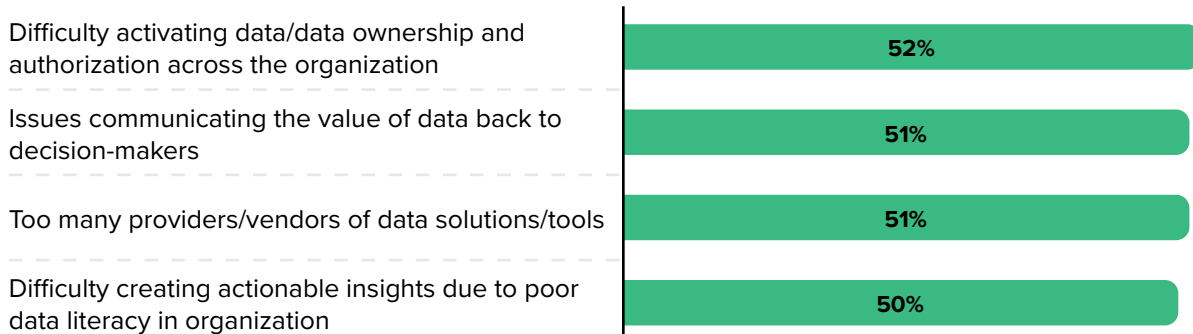 Difficulty activating data/data ownership and
authorization across the organization
52%
Issues communicating the value of data back to
decision-makers
51%
Too many providers/vendors of data solutions/tools
51%
Difficulty creating actionable insights due to poor
data literacy in organization
50%